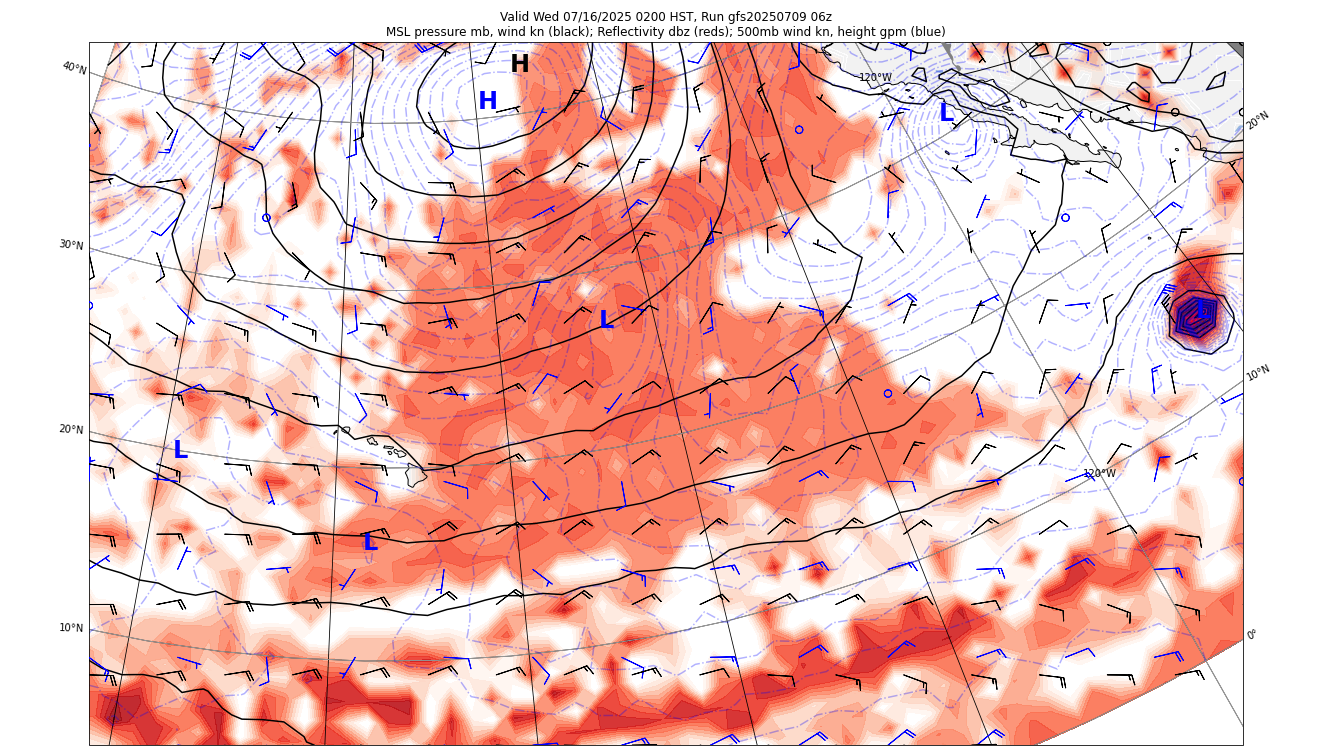 Valid Wed 07/16/2025 0200 HST, Run gfs20250709 06z
MSL pressure mb, wind kn (black); Reflectivity dbz (reds); 500mb wind kn, height gpm (blue)
H
40°N
120°W
H
L
20°N
30°N
L
10°N
20°N
L
120°W
L
10°N
0°